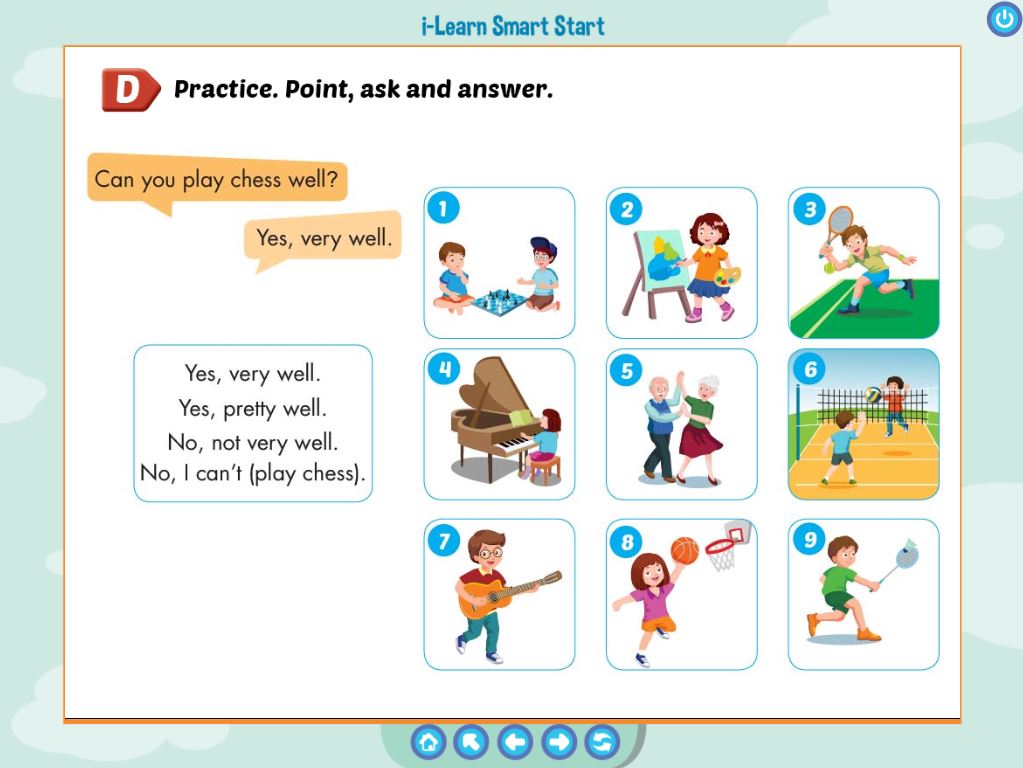 i-Learn Smart Start
D Practice. Point, ask and answer.
Can you play chess well?
Yes, very well.
Yes, very well.
Yes, pretty well.
No, not very well.
No, I can't (play chess).
1
2
3
4
5
6
7
8
9